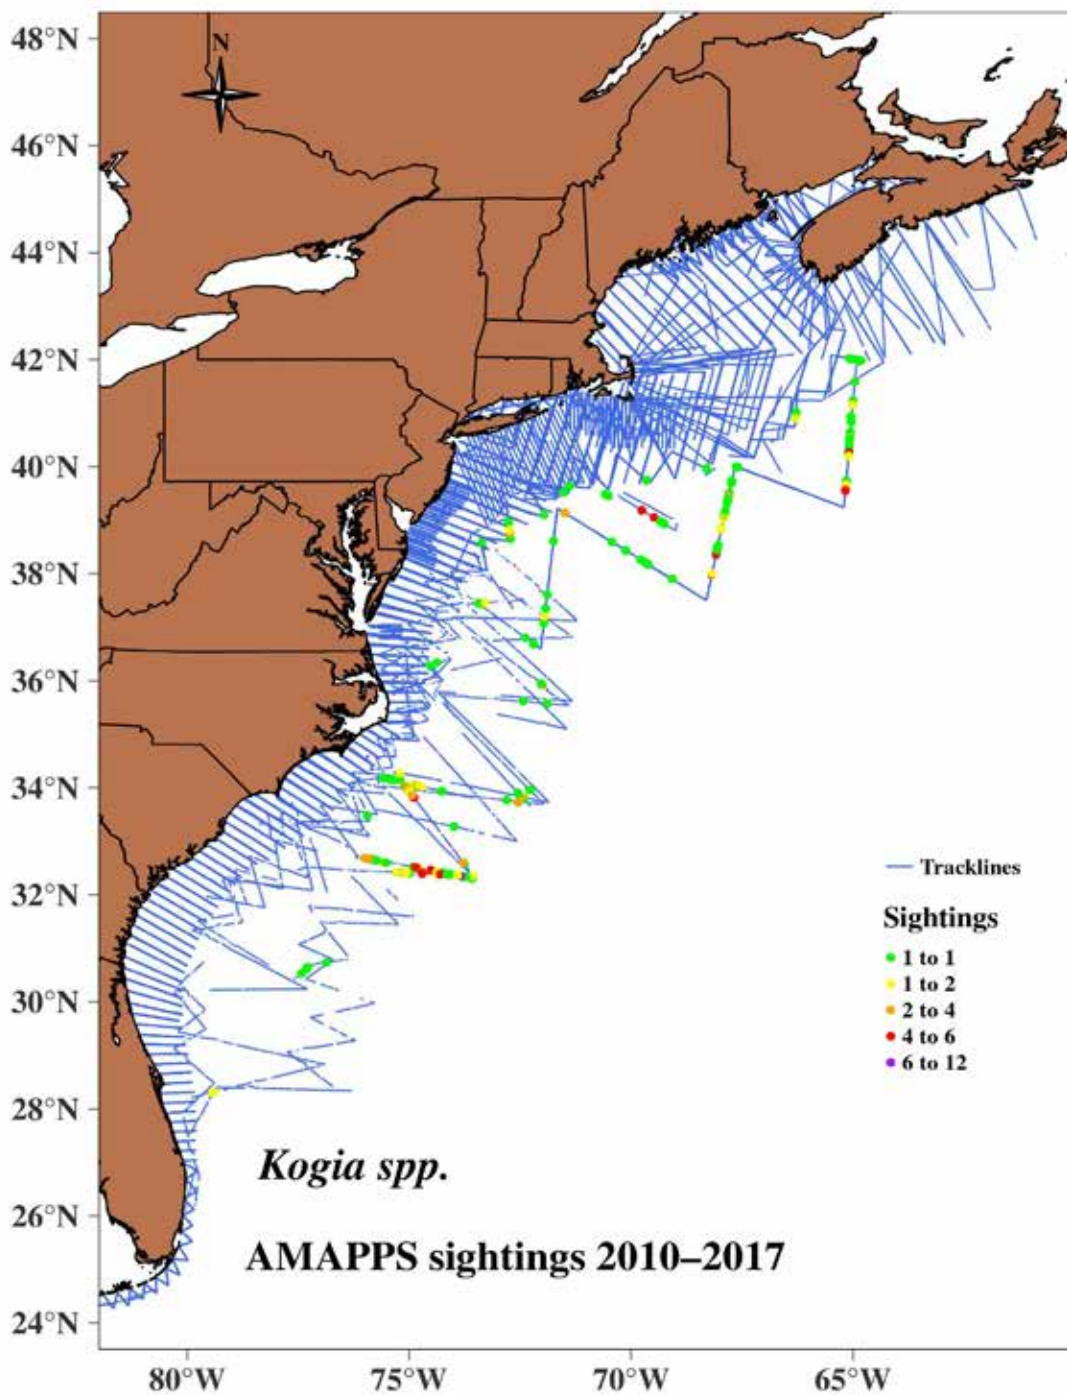 N
48°N
46°N
44°N
42°N
40°N
38°N
36°N
34°N
32°N
30°N
28°N
26°N
24°N
Tracklines
Sightings
1 to 1
1 to 2
2 to 4
4 to 6
6 to 12
Kogia spp.
AMAPPS sightings 2010–2017
80°W 75°W 70°W 65°W